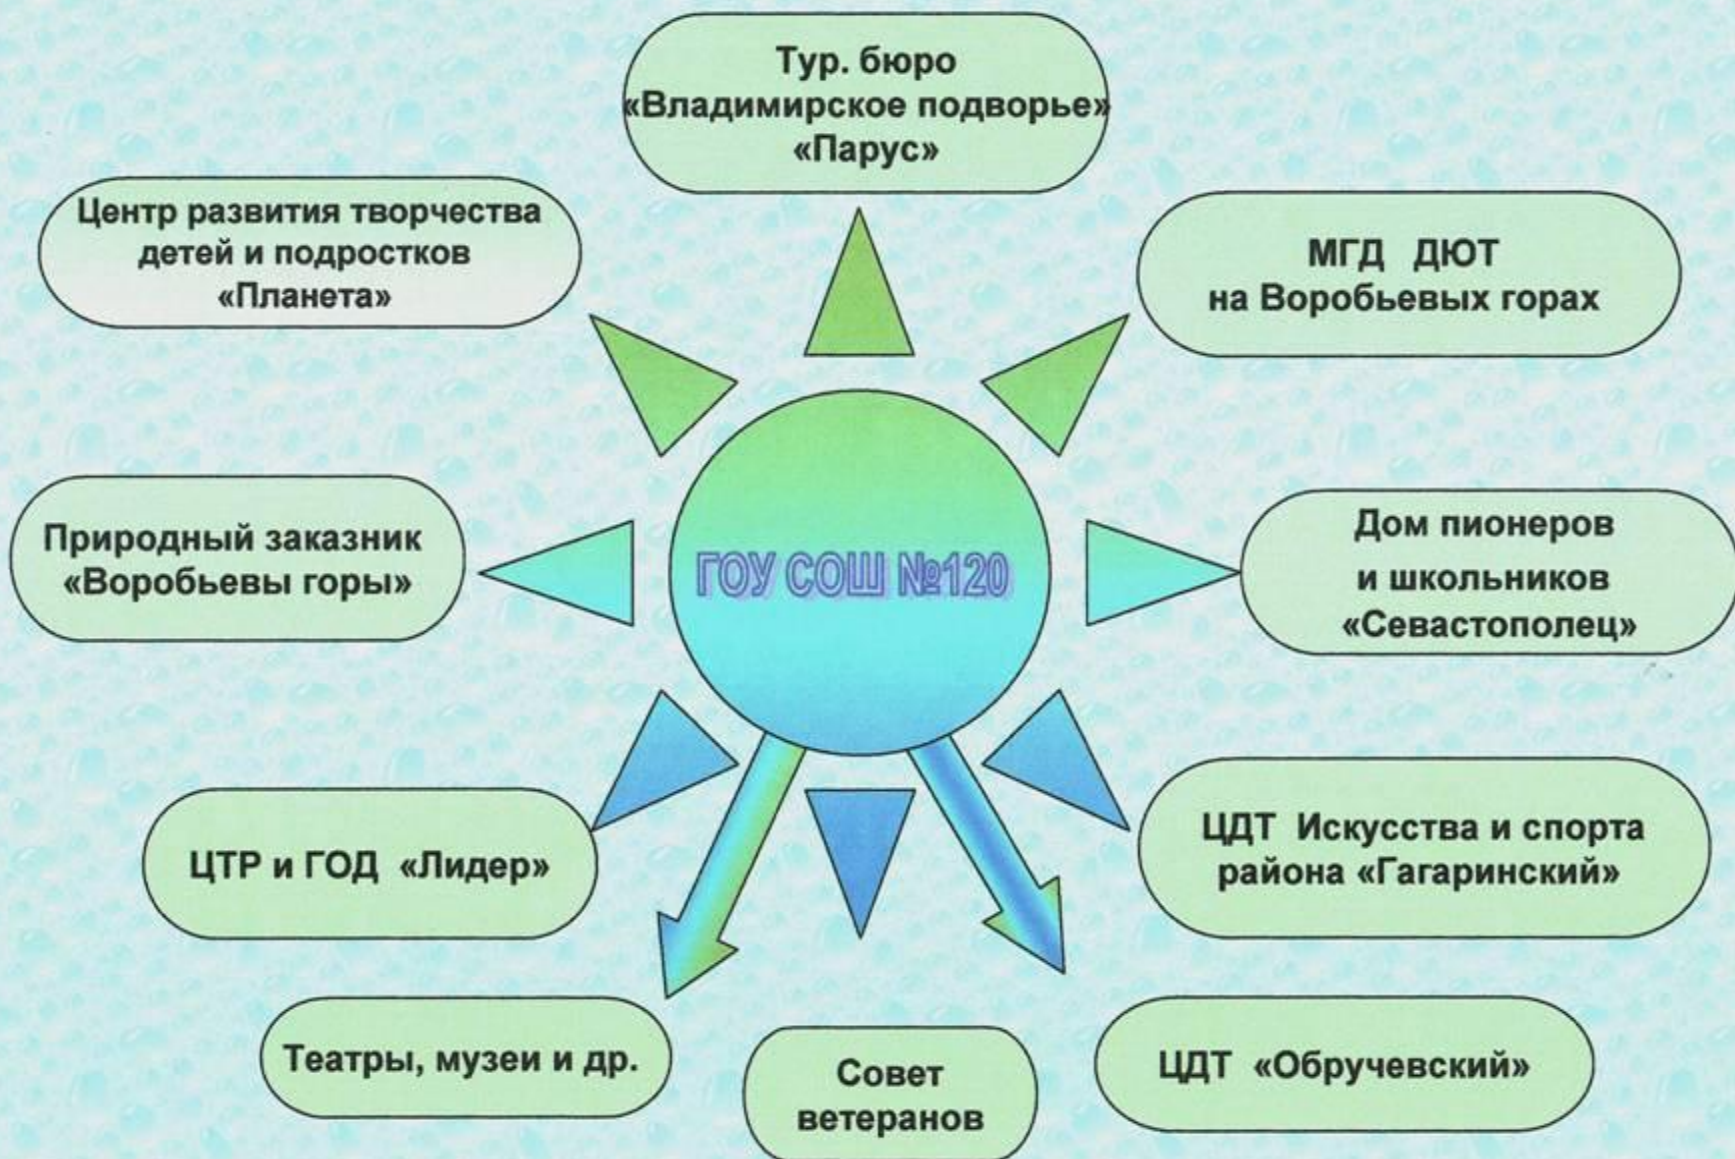 Тур. бюро
«Владимирское подворье»
«Парус»
Центр развития творчества
детей и подростков
«Планета»
МГД ДЮТ
на Воробьевых горах
Природный заказник
«Воробьевы горы»
ГОУ СОШ №120
Дом пионеров
и школьников
«Севастополец»
ЦТР и ГОД «Лидер»
ЦДТ Искусства и спорта
района «Гагаринский»
Театры, музеи и др.
Совет
ветеранов
ЦДТ «Обручевский»